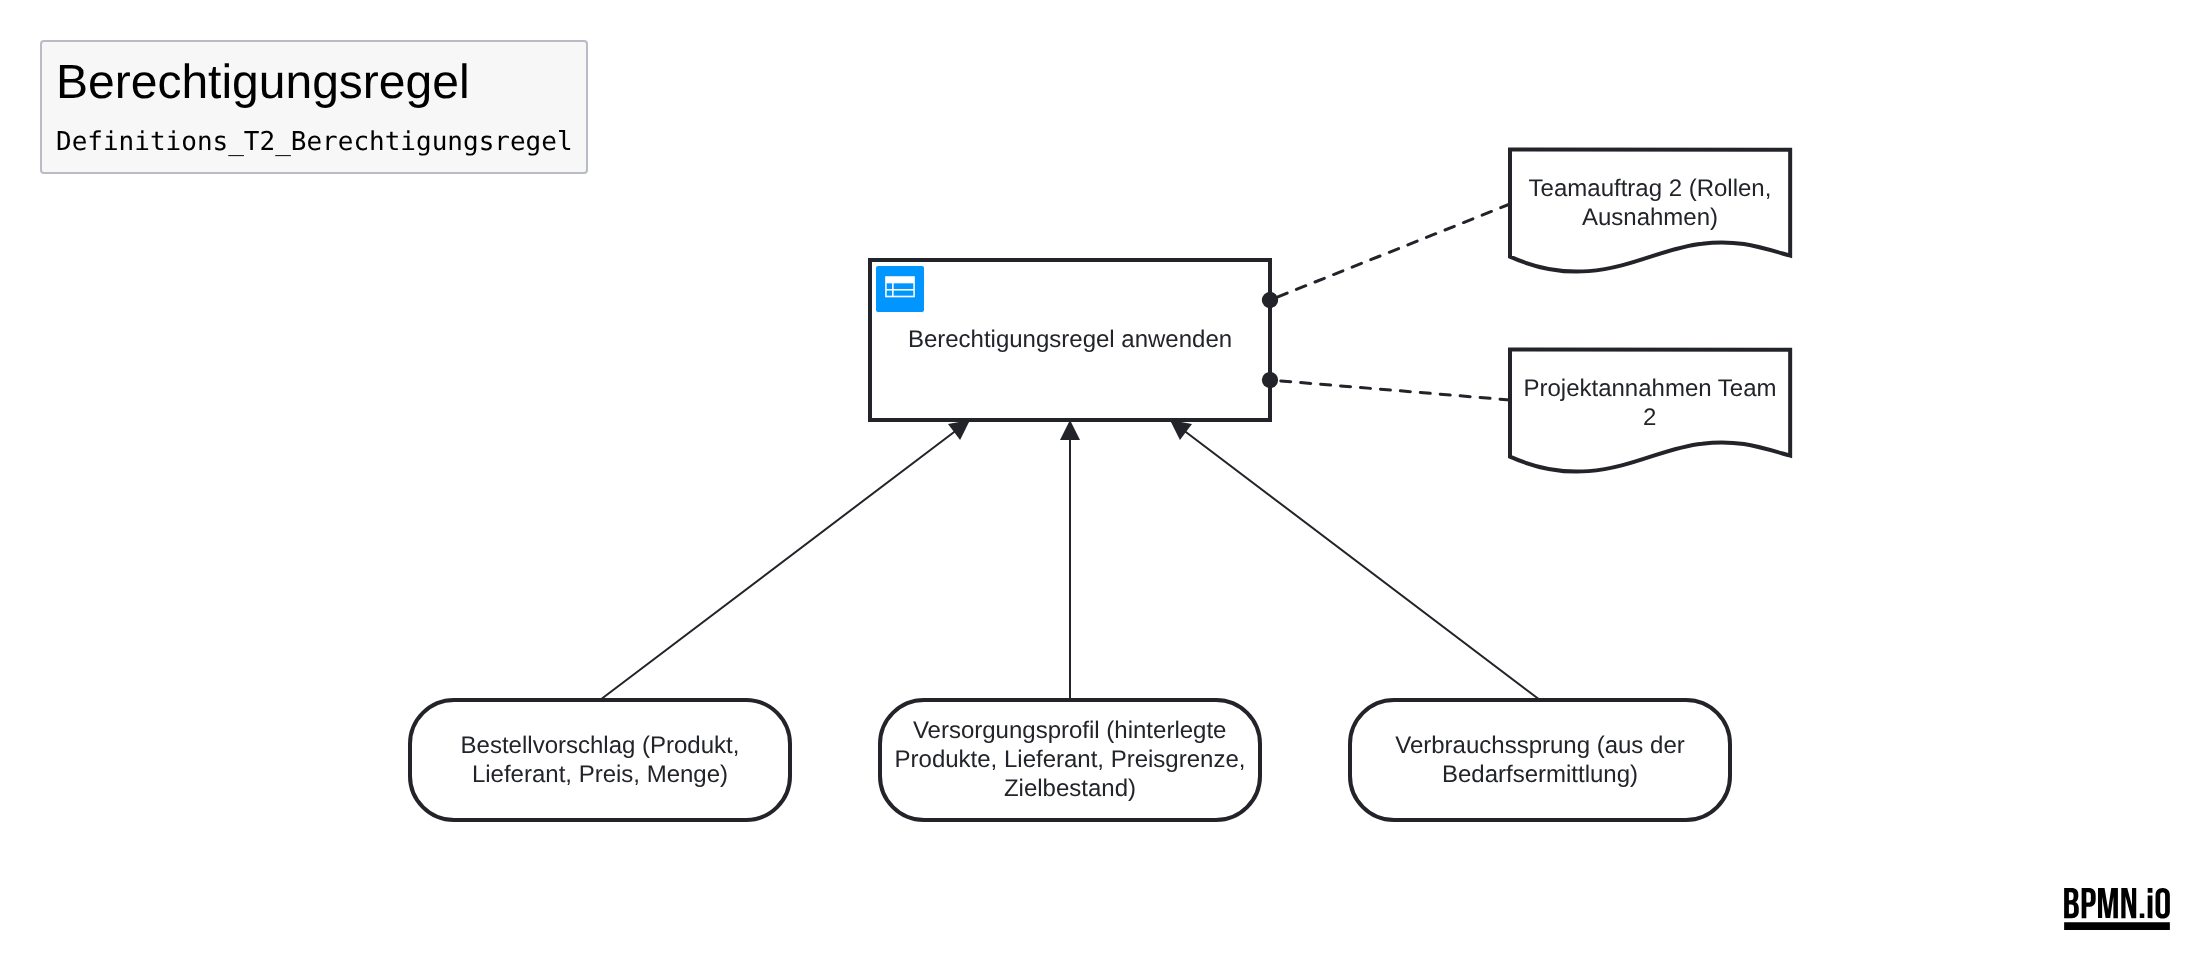 Berechtigungsregel
Definitions_T2_Berechtigungsregel
Teamauftrag 2 (Rollen,
Ausnahmen)
Berechtigungsregel anwenden
Projektannahmen Team
2
Bestellvorschlag (Produkt,
Lieferant, Preis, Menge)
Versorgungsprofil (hinterlegte
Produkte, Lieferant, Preisgrenze,
Zielbestand)
Verbrauchssprung (aus der
Bedarfsermittlung)
BPMN.iO